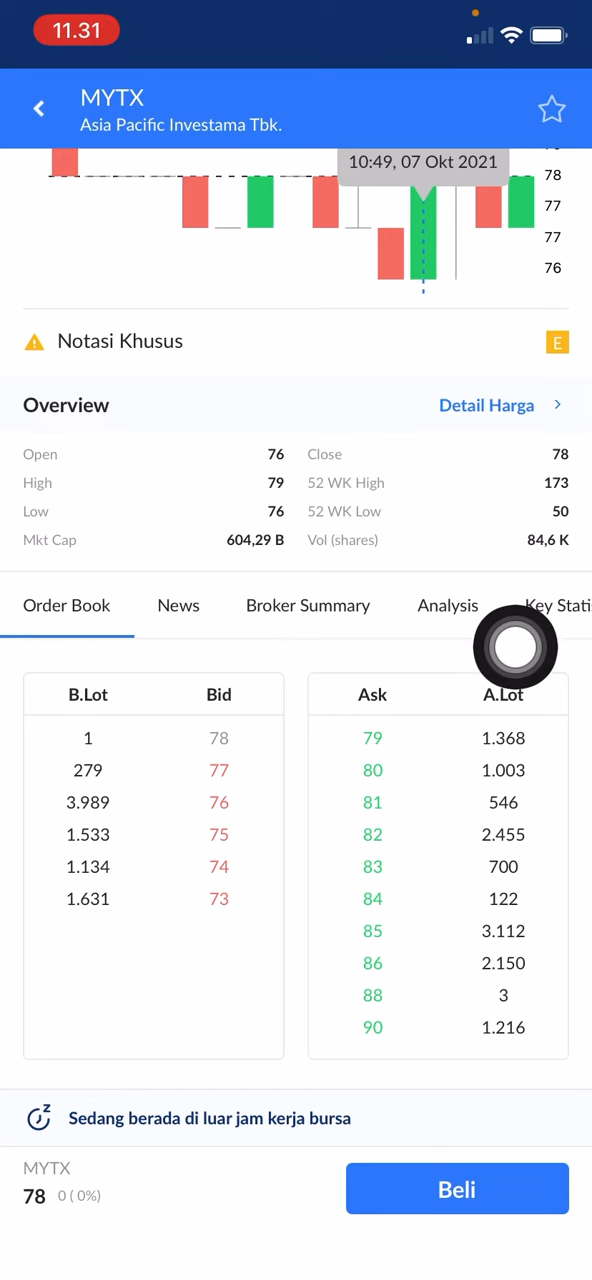 11.31
MYTX
Asia Pacific Investama Tbk.
10:49, 07 Okt 2021
78
77
77
76
Notasi Khusus
E
Overview
Detail Harga
Open 76 Close 78
High 79 52 WK High 173
Low 76 52 WK Low 50
Mkt Cap 604,29 B Vol (shares) 84,6 K
Order Book News Broker Summary Analysis Key Stati
B.Lot Bid Ask A.Lot
1 78 79 1.368
279 77 80 1.003
3.989 76 81 546
1.533 75 82 2.455
1.134 74 83 700
1.631 73 84 122
85 3.112
86 2.150
88 3
90 1.216
Sedang berada di luar jam kerja bursa
MYTX
78 0 ( 0%)
Beli